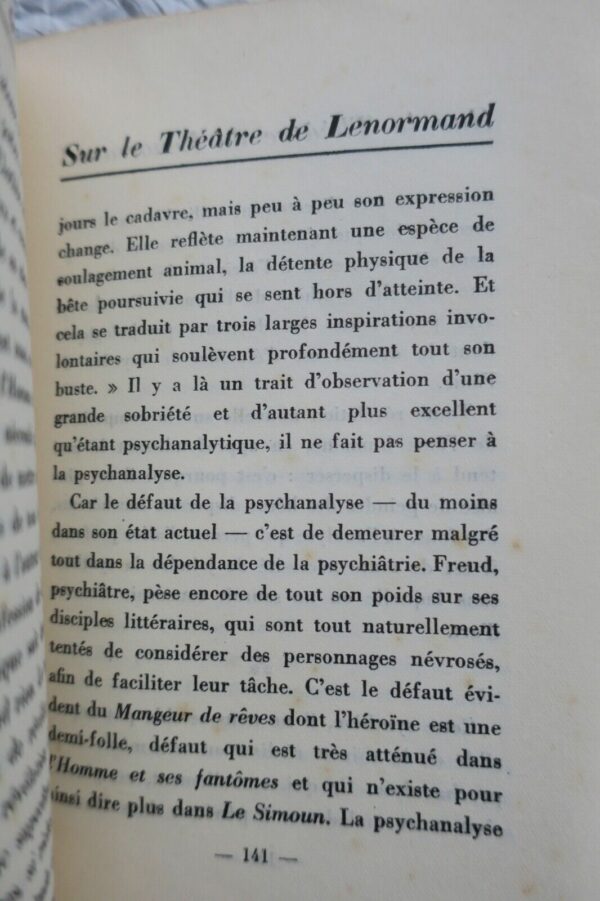 Sur le Théâtre de Lenormand
jours le cadavre, mais peu à peu son expression
change. Elle reflète maintenant une espèce de
soulagement animal, la détente physique de la
bête poursuivie qui se sent hors d'atteinte. Et
cela se traduit par trois larges inspirations invo-
lontaires qui soulèvent profondément tout son
buste. » Il y a là un trait d'observation d'une
grande sobriété et d'autant plus excellent
qu'étant psychanalytique, il ne fait pas penser à
la psychanalyse.
Car le défaut de la psychanalyse — du moins
dans son état actuel — c'est de demeurer malgré
tout dans la dépendance de la psychiâtrie. Freud,
psychiâtre, pèse encore de tout son poids sur ses
disciples littéraires, qui sont tout naturellement
tentés de considérer des personnages névrosés,
afin de faciliter leur tâche. C'est le défaut évi-
dent du Mangeur de rêves dont l'héroïne est une
demi-folle, défaut qui est très atténué dans
l'Homme et ses fantômes et qui n'existe pour
ainsi dire plus dans Le Simoun. La psychanalyse
— 141 —